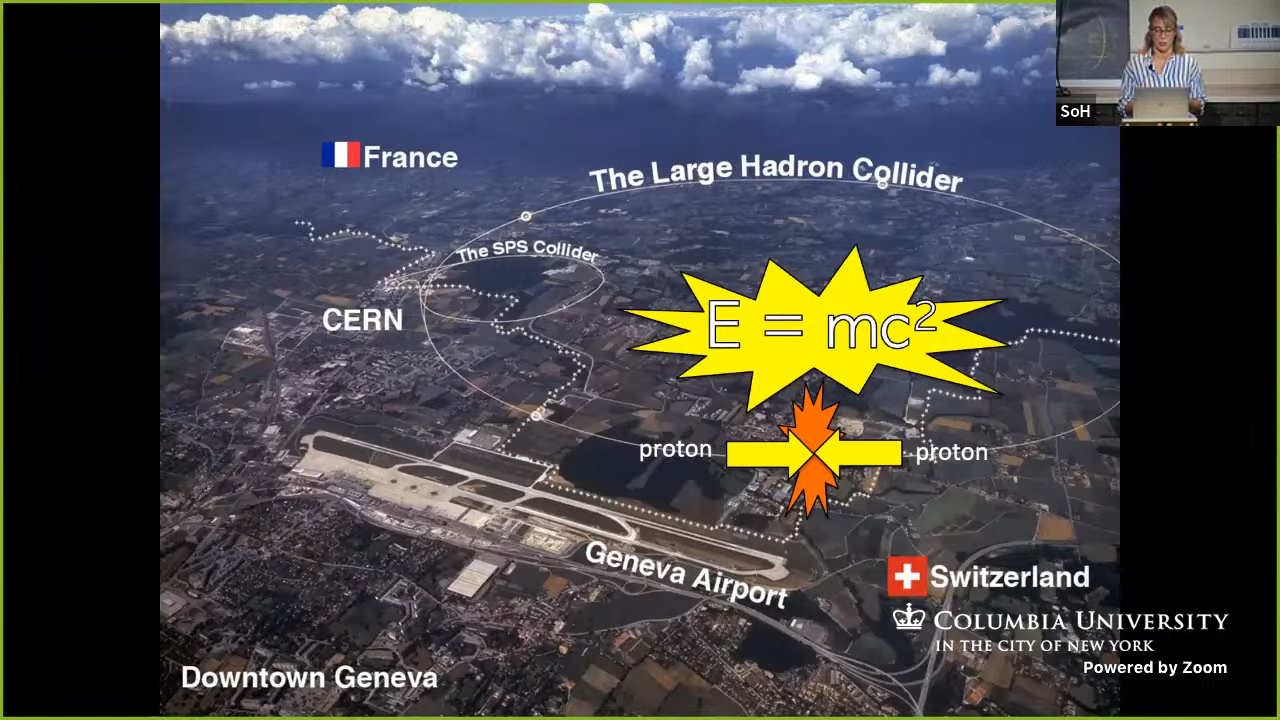 SoH
France
The Large Hadron Collider
The SPS Collider
CERN
E = mc²
proton
proton
Geneva Airport
Switzerland
COLUMBIA UNIVERSITY
IN THE CITY OF NEW YORK
Powered by Zoom
Downtown Geneva